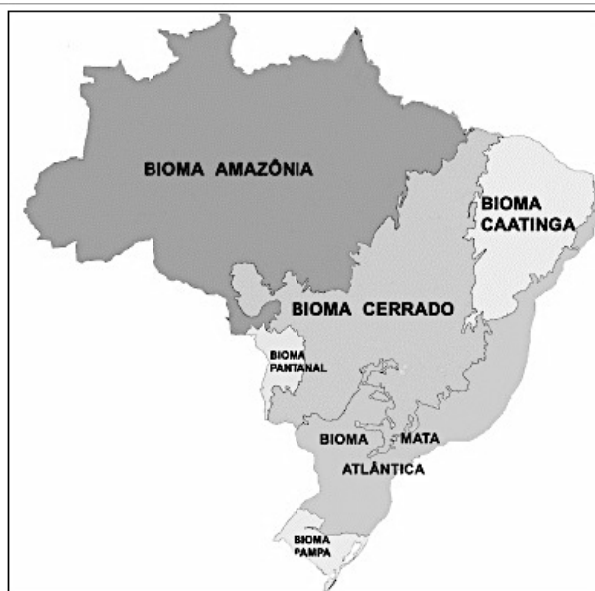 BIOMA AMAZÔNIA
BIOMA
CAATINGA
BIOMA CERRADO
BIOMA
PANTANAL
BIOMA MATA
ATLÂNTICA
BIOMA
PAMPA